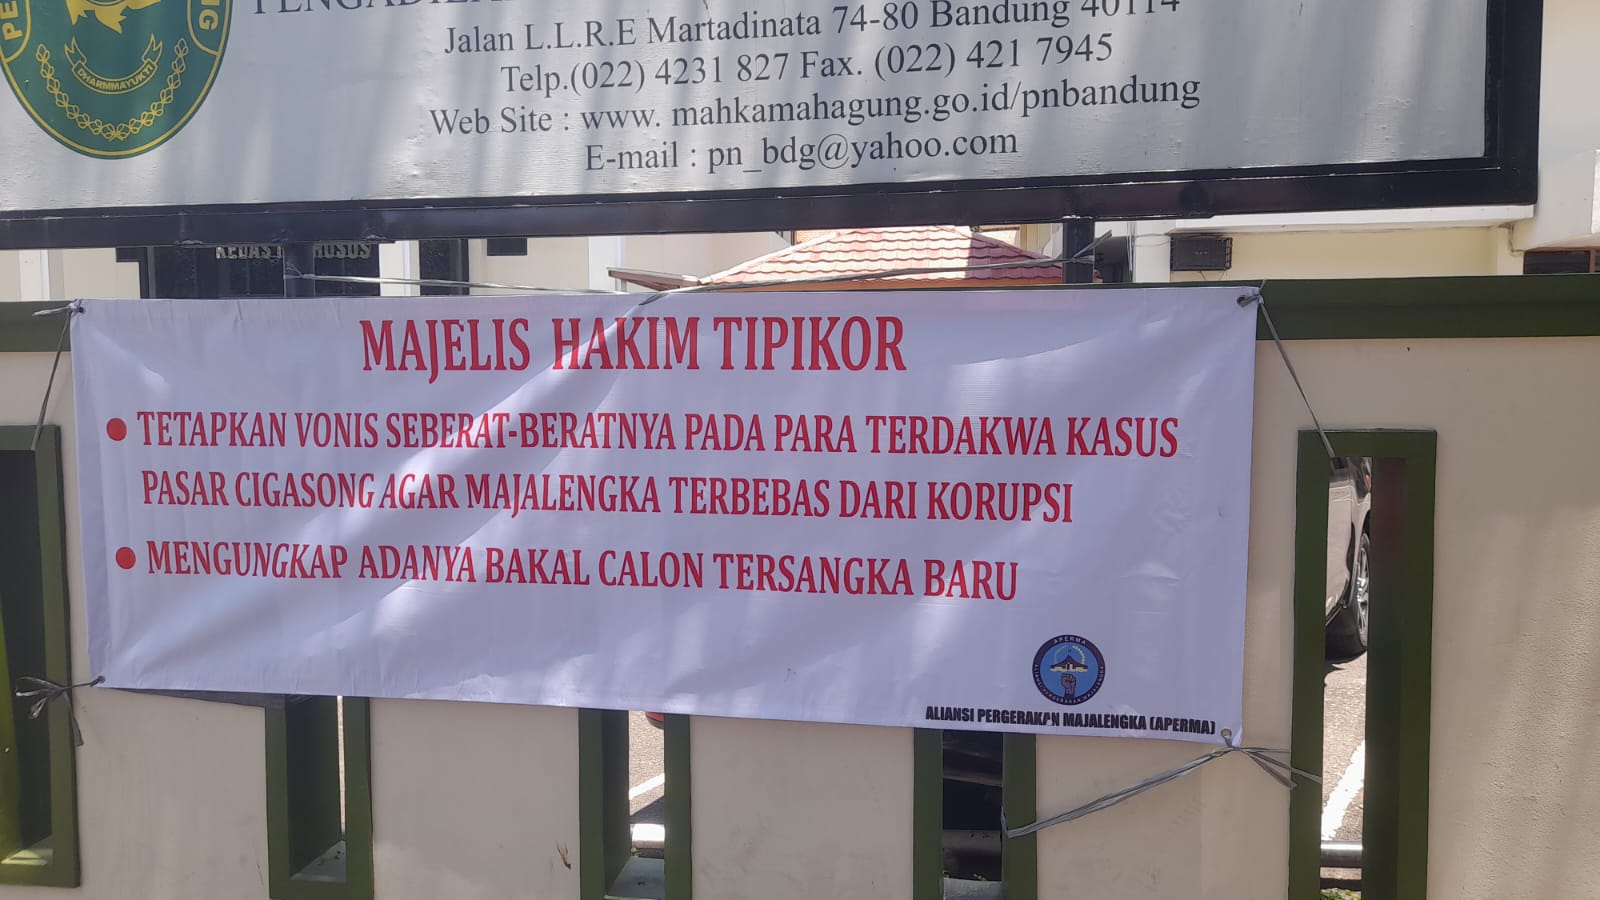 Jalan L.L.R.E Martadinata 74-80 Bandung 40114
Telp.(022) 4231 827 Fax. (022) 421 7945
Web Site : www. mahkamahagung.go.id/pnbandung
E-mail : pn_bdg@yahoo.com
DHARMMAYUKTI
MAJELIS HAKIM TIPIKOR
● TETAPKAN VONIS SEBERAT-BERATNYA PADA PARA TERDAKWA KASUS
PASAR CIGASONG AGAR MAJALENGKA TERBEBAS DARI KORUPSI
● MENGUNGKAP ADANYA BAKAL CALON TERSANGKA BARU
APERMA
ALIANSI PERGERAKAN MAJALENGKA (APERMA)